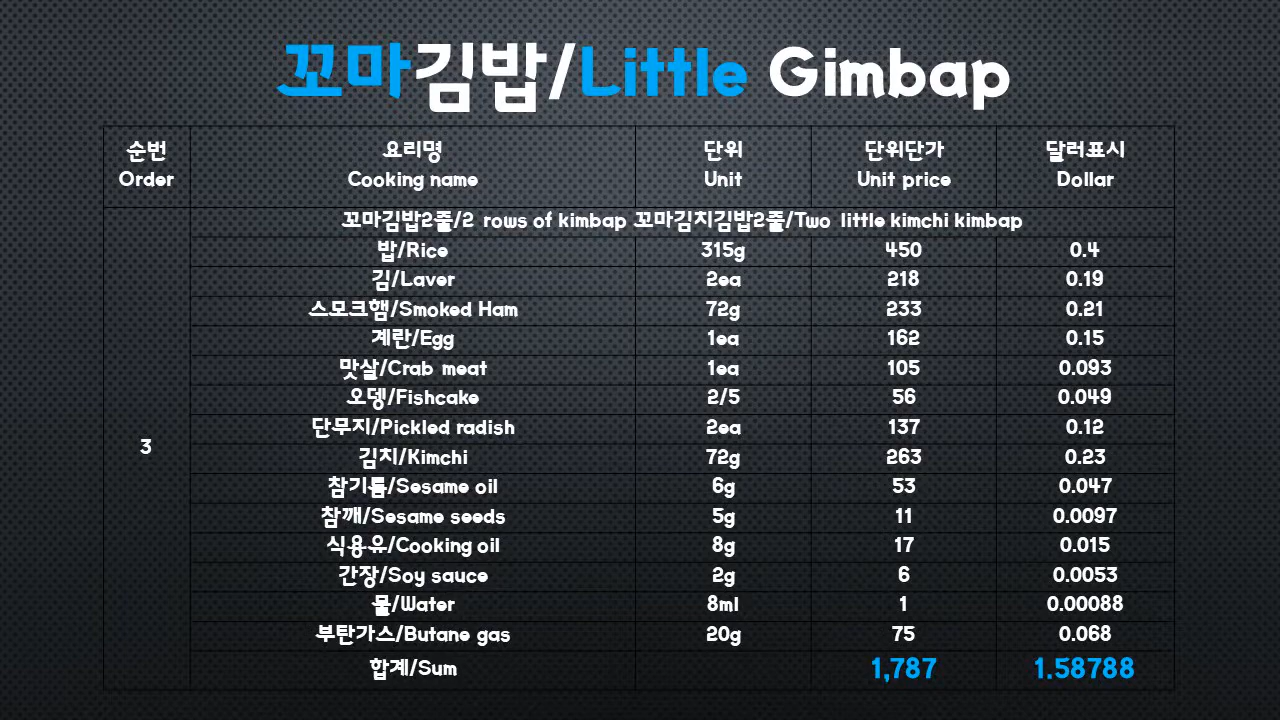 꼬마김밥/Little Gimbap
순번 요리명 단위 단위단가 달러표시
Order Cooking name Unit Unit price Dollar
꼬마김밥2줄/2 rows of kimbap 꼬마김치김밥2줄/Two little kimchi kimbap
밥/Rice 315g 450 0.4
김/Laver 2ea 218 0.19
스모크햄/Smoked Ham 72g 233 0.21
계란/Egg 1ea 162 0.15
맛살/Crab meat 1ea 105 0.093
오뎅/Fishcake 2/5 56 0.049
단무지/Pickled radish 2ea 137 0.12
3 김치/Kimchi 72g 263 0.23
참기름/Sesame oil 6g 53 0.047
참깨/Sesame seeds 5g 11 0.0097
식용유/Cooking oil 8g 17 0.015
간장/Soy sauce 2g 6 0.0053
물/Water 8ml 1 0.00088
부탄가스/Butane gas 20g 75 0.068
합계/Sum 1,787 1.58788